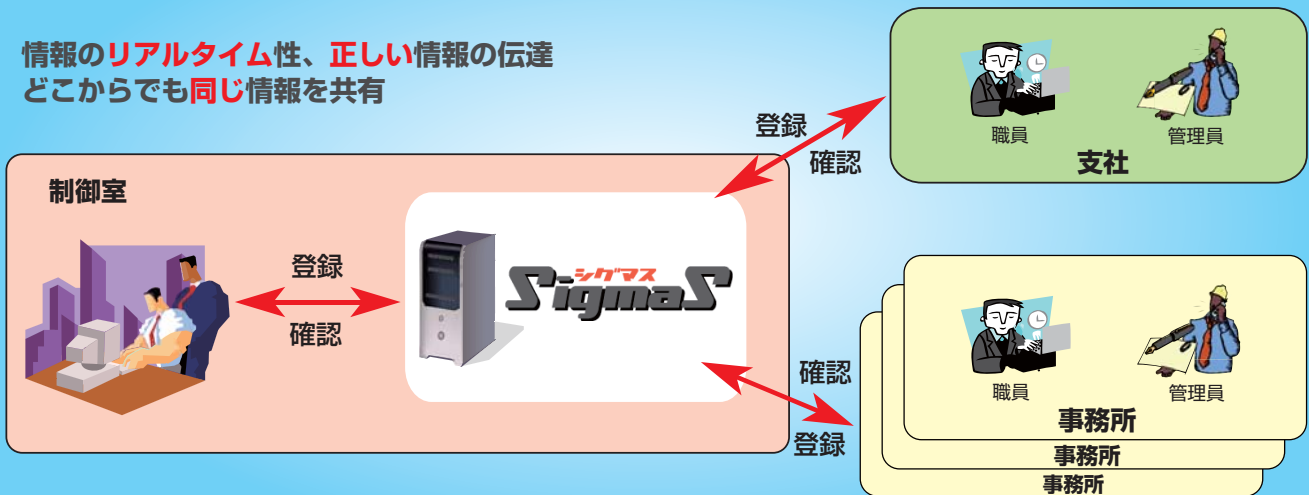 情報のリアルタイム性、正しい情報の伝達
どこからでも同じ情報を共有
制御室
登録
確認
シグマス
SigmaS
登録
確認
職員
管理員
支社
確認
登録
職員
管理員
事務所
事務所
事務所